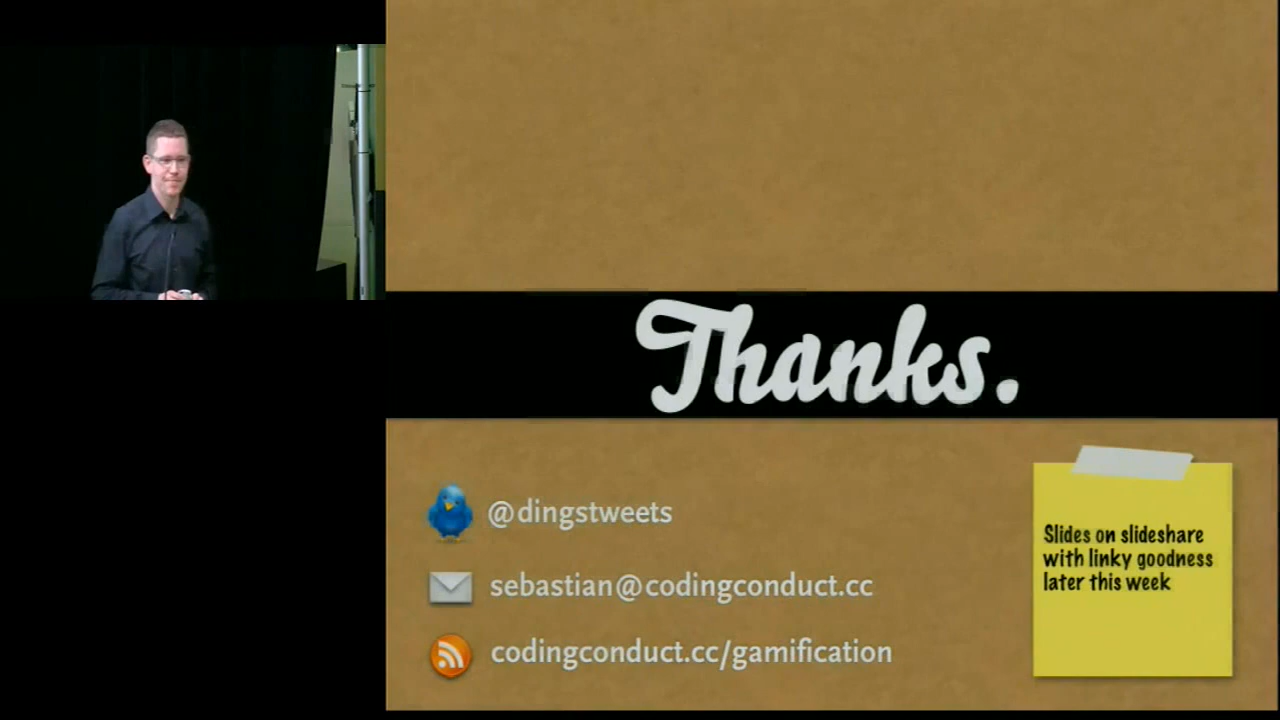 Thanks.
@dingstweets
sebastian@codingconduct.cc
codingconduct.cc/gamification
Slides on slideshare
with linky goodness
later this week